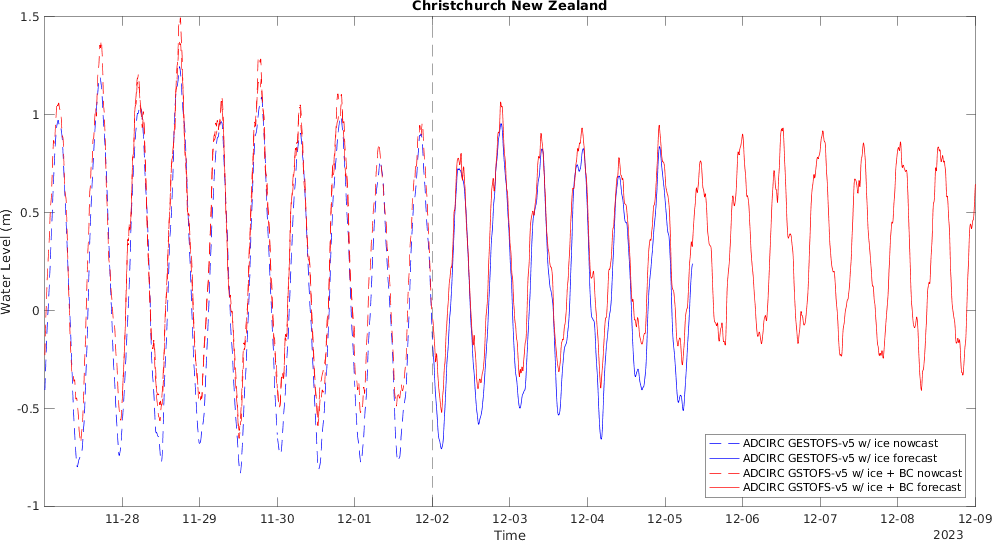 Christchurch New Zealand
1.5
1
0.5
0
-0.5
-1
Water Level (m)
11-28
11-29
11-30
12-01
12-02
12-03
12-04
12-05
12-06
12-07
12-08
12-09
Time
2023
ADCIRC GESTOFS-v5 w/ ice nowcast
ADCIRC GESTOFS-v5 w/ ice forecast
ADCIRC GSTOFS-v5 w/ ice + BC nowcast
ADCIRC GSTOFS-v5 w/ ice + BC forecast